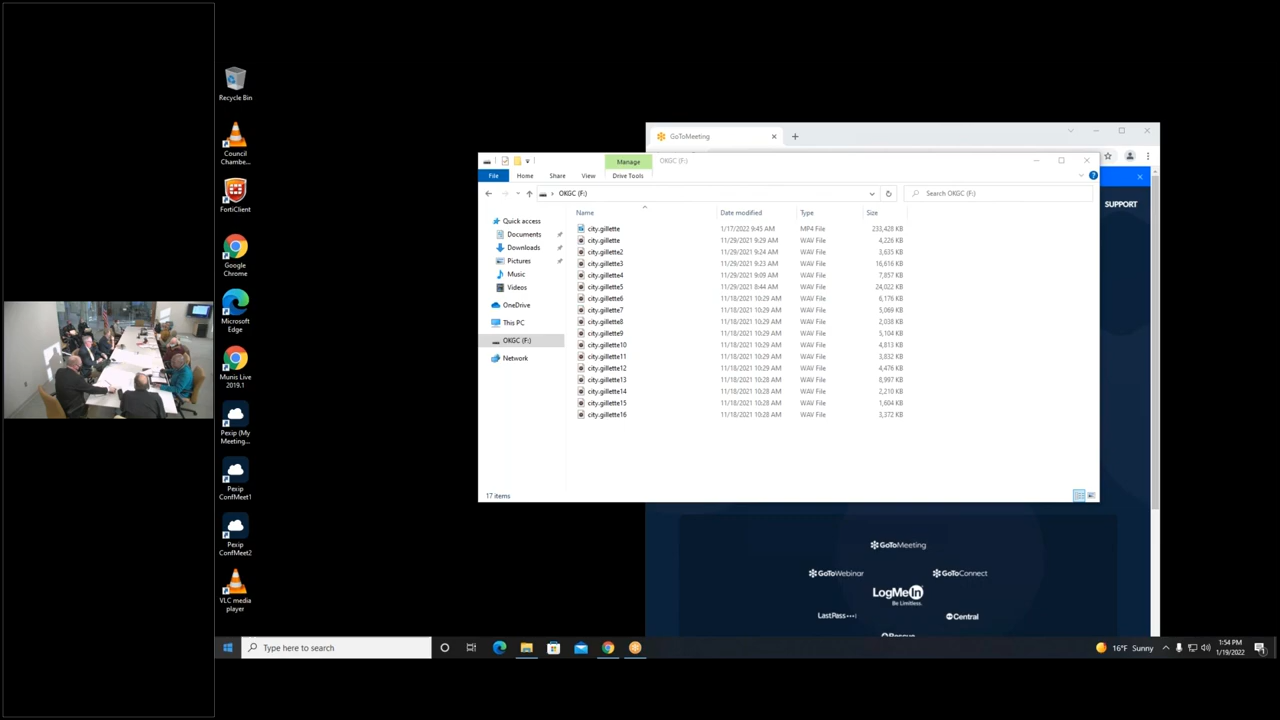 Recycle Bin
Council
Chambe...
FortiClient
Google
Chrome
Microsoft
Edge
Munis Live
2019.1
Pexip (My
Meeting...
Pexip
ConfMeet1
Pexip
ConfMeet2
VLC media
player
GoToMeeting
SUPPORT
Manage
OKGC (F:)
File
Home
Share
View
Drive Tools
OKGC (F:)
Search OKGC (F:)
Quick access
Documents
Downloads
Pictures
Music
Videos
OneDrive
This PC
OKGC (F:)
Network
Name Date modified Type Size
city.gillette 1/17/2022 9:45 AM MP4 File 233,428 KB
city.gillette 11/29/2021 9:29 AM WAV File 4,226 KB
city.gillette2 11/29/2021 9:24 AM WAV File 3,635 KB
city.gillette3 11/29/2021 9:23 AM WAV File 16,616 KB
city.gillette4 11/29/2021 9:09 AM WAV File 7,857 KB
city.gillette5 11/29/2021 8:44 AM WAV File 24,022 KB
city.gillette6 11/18/2021 10:29 AM WAV File 6,176 KB
city.gillette7 11/18/2021 10:29 AM WAV File 5,069 KB
city.gillette8 11/18/2021 10:29 AM WAV File 2,038 KB
city.gillette9 11/18/2021 10:29 AM WAV File 5,104 KB
city.gillette10 11/18/2021 10:29 AM WAV File 4,813 KB
city.gillette11 11/18/2021 10:29 AM WAV File 3,832 KB
city.gillette12 11/18/2021 10:29 AM WAV File 4,476 KB
city.gillette13 11/18/2021 10:28 AM WAV File 8,997 KB
city.gillette14 11/18/2021 10:28 AM WAV File 2,210 KB
city.gillette15 11/18/2021 10:28 AM WAV File 1,604 KB
city.gillette16 11/18/2021 10:28 AM WAV File 3,372 KB
17 items
GoToMeeting
GoToWebinar GoToConnect
LogMeIn
Be Limitless.
LastPass Central
Rescue
Type here to search
16°F Sunny
1:54 PM
1/19/2022